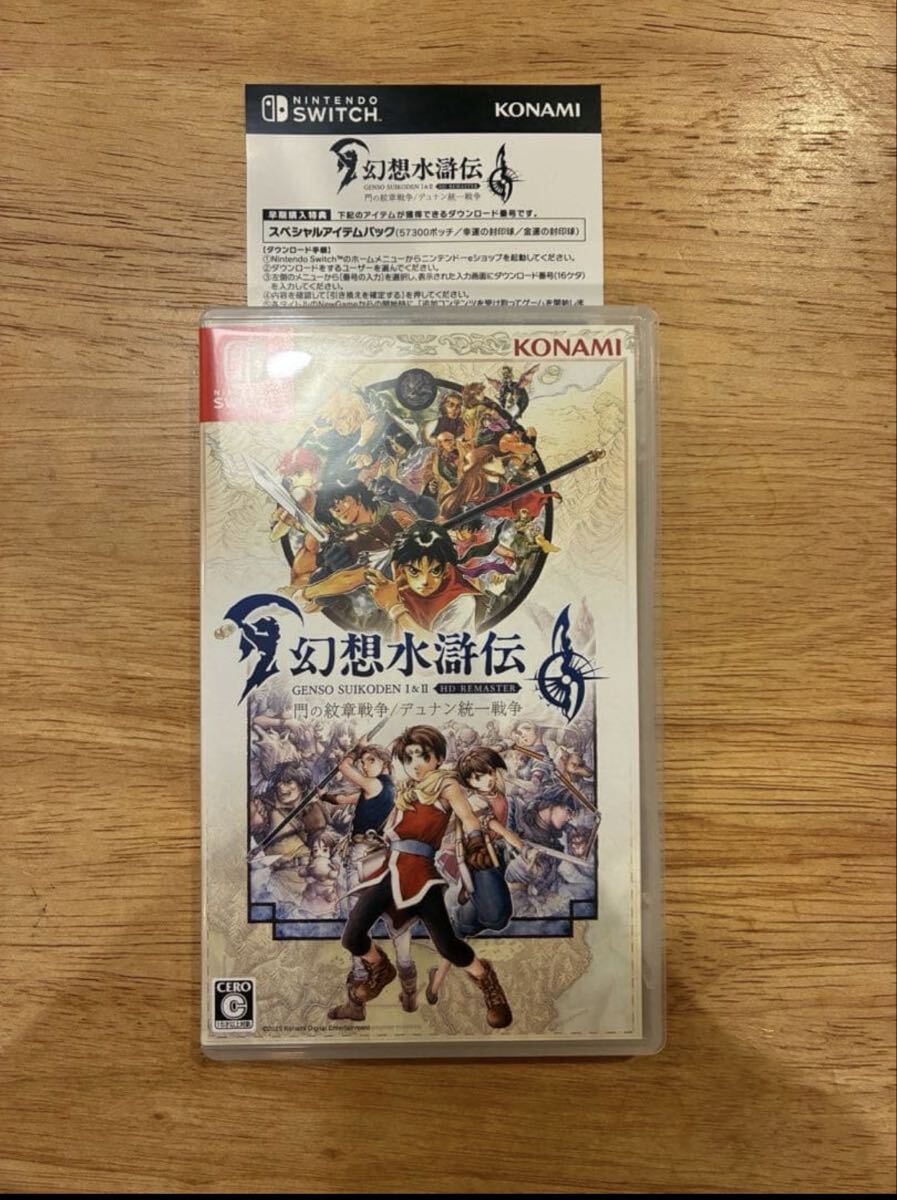 NINTENDO
SWITCH™
KONAMI
幻想水滸伝
GENSO SUIKODEN I&II HD REMASTER
門の紋章戦争/デュナン統一戦争
早期購入特典 下記のアイテムが獲得できるダウンロード番号です。
スペシャルアイテムパック(57300ポッチ/幸運の封印球/金運の封印球)
【ダウンロード手順】
①Nintendo Switch™のホームメニューからニンテンドーeショップを起動してください。
②ダウンロードをするユーザーを選んでください。
③左側のメニューから[番号の入力]を選択し、表示された入力画面にダウンロード番号(16ケタ)
を入力してください。
④内容を確認して[引き換えを確定する]を押してください。
KONAMI
幻想水滸伝
GENSO SUIKODEN I&II HD REMASTER
門の紋章戦争/デュナン統一戦争
CERO
C
15才以上対象
©2025 Konami Digital Entertainment